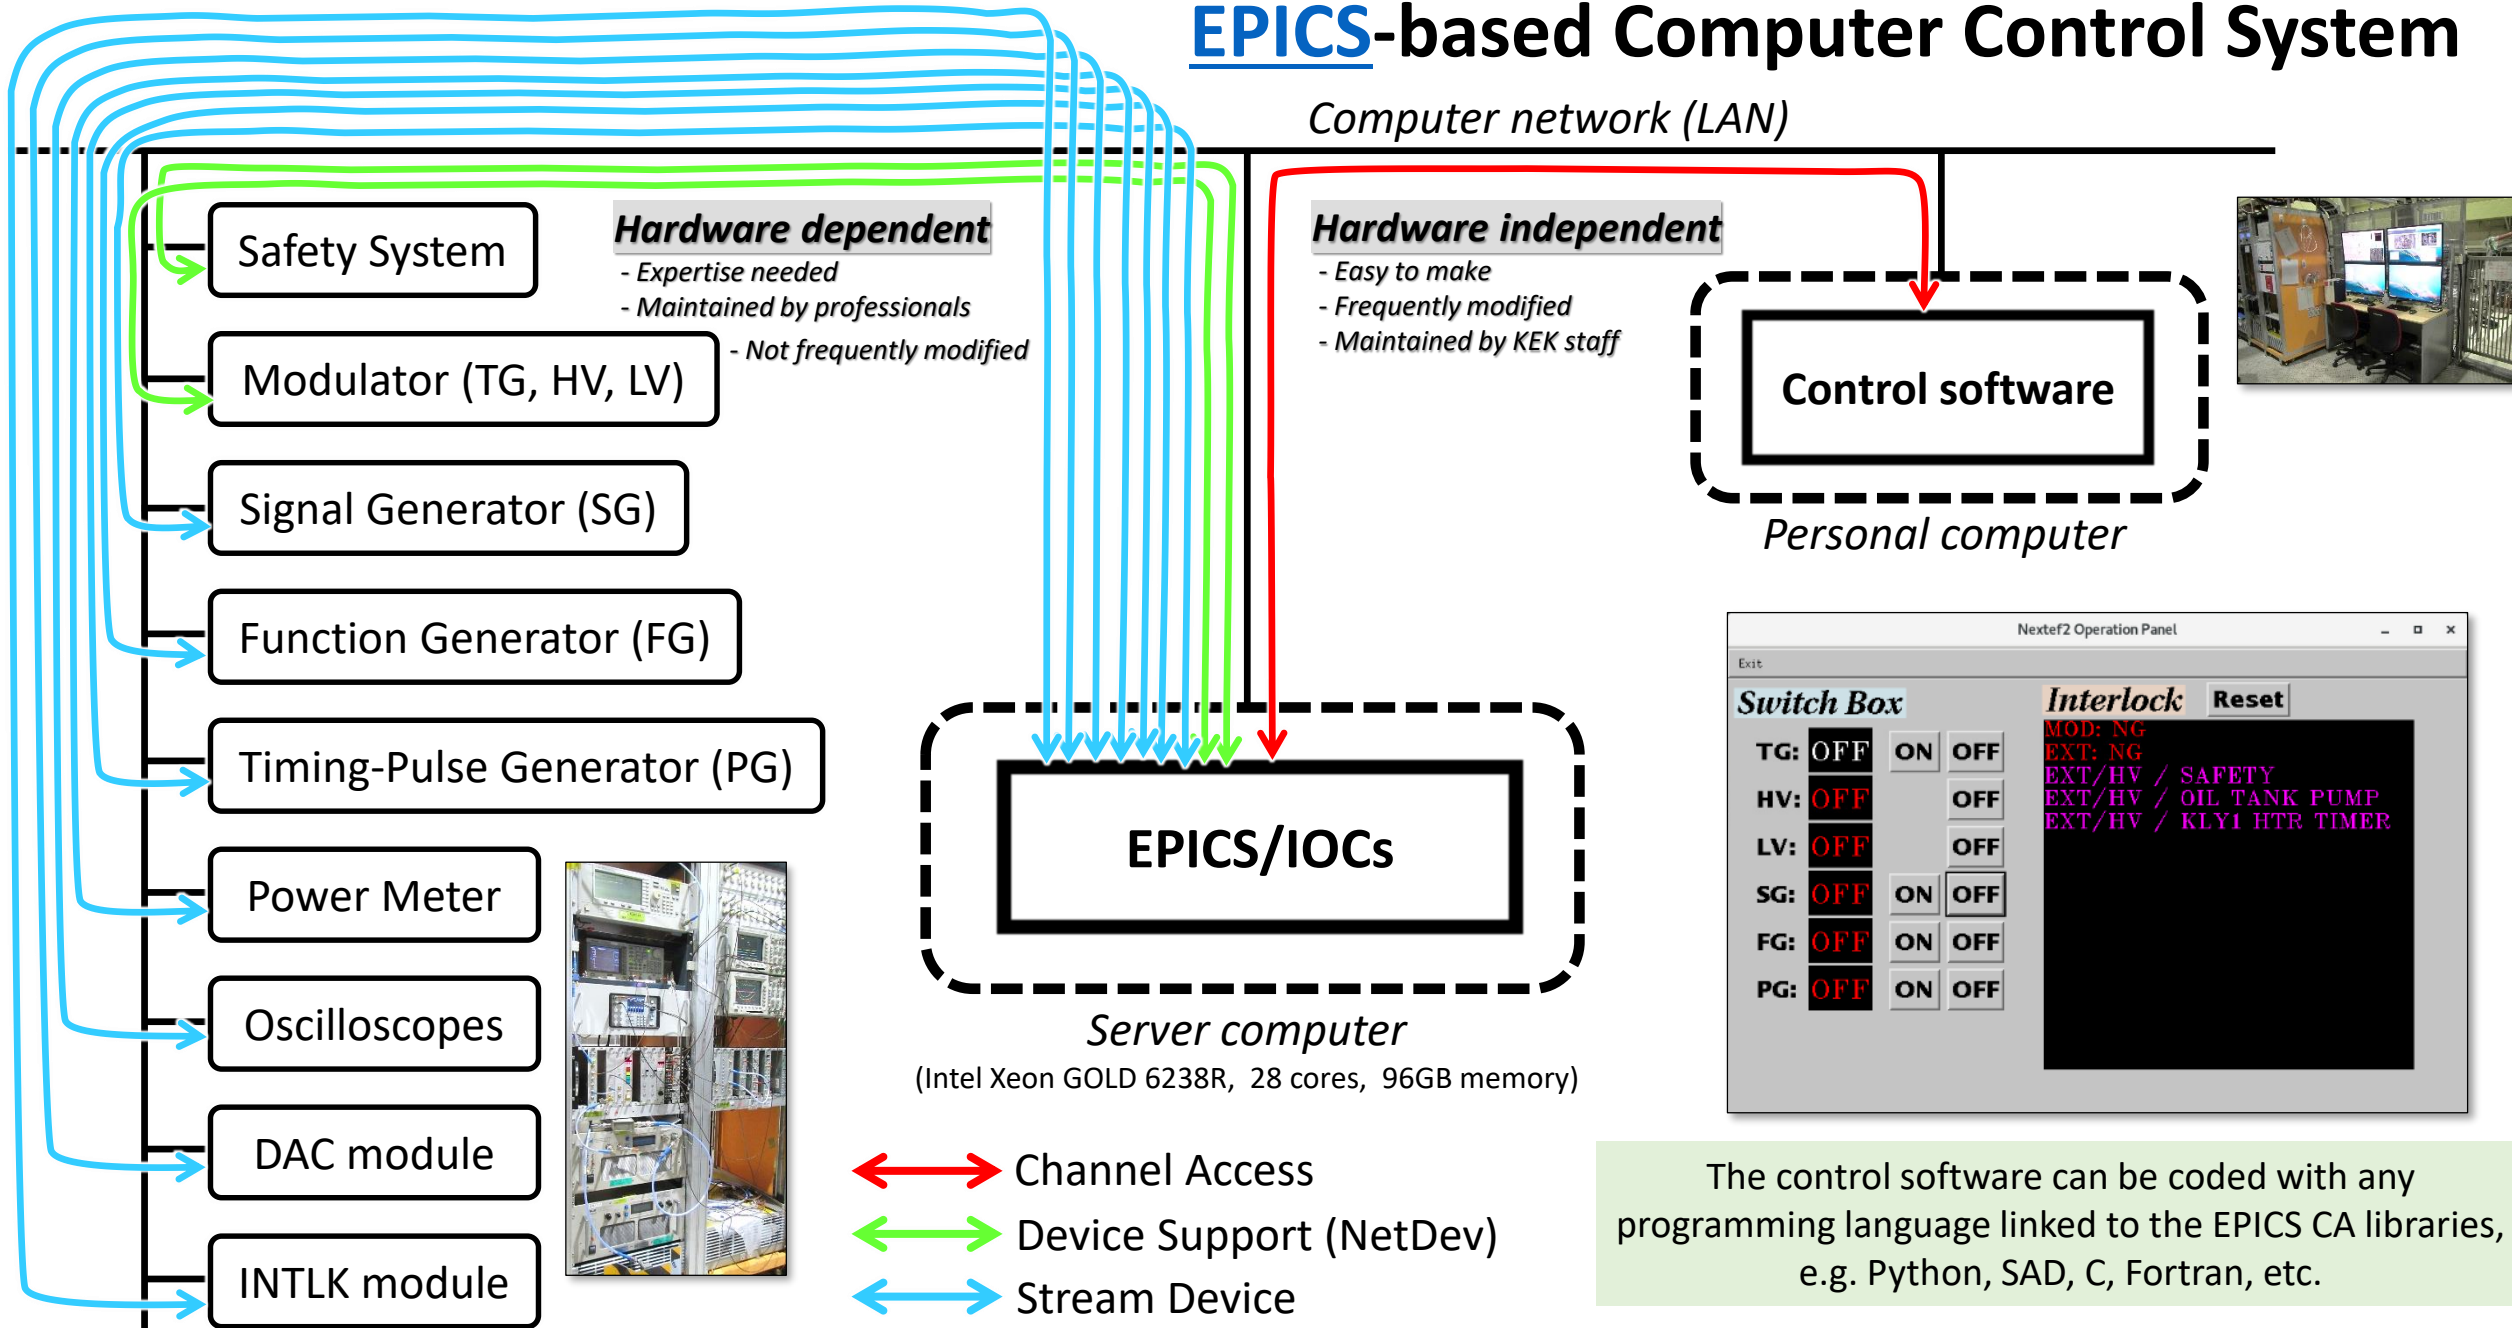 EPICS-based Computer Control System
Computer network (LAN)
Safety System
Modulator (TG, HV, LV)
Signal Generator (SG)
Function Generator (FG)
Timing-Pulse Generator (PG)
Power Meter
Oscilloscopes
DAC module
INTLK module
Hardware dependent
- Expertise needed
- Maintained by professionals
- Not frequently modified
Hardware independent
- Easy to make
- Frequently modified
- Maintained by KEK staff
Control software
Personal computer
EPICS/IOCs
Server computer
(Intel Xeon GOLD 6238R, 28 cores, 96GB memory)
Channel Access
Device Support (NetDev)
Stream Device
Nextef2 Operation Panel
Exit
Switch Box
TG: OFF ON OFF
HV: OFF OFF
LV: OFF OFF
SG: OFF ON OFF
FG: OFF ON OFF
PG: OFF ON OFF
Interlock Reset
MOD: NG
EXT: NG
EXT/HV / SAFETY
EXT/HV / OIL TANK PUMP
EXT/HV / KLY1 HTR TIMER
The control software can be coded with any
programming language linked to the EPICS CA libraries,
e.g. Python, SAD, C, Fortran, etc.